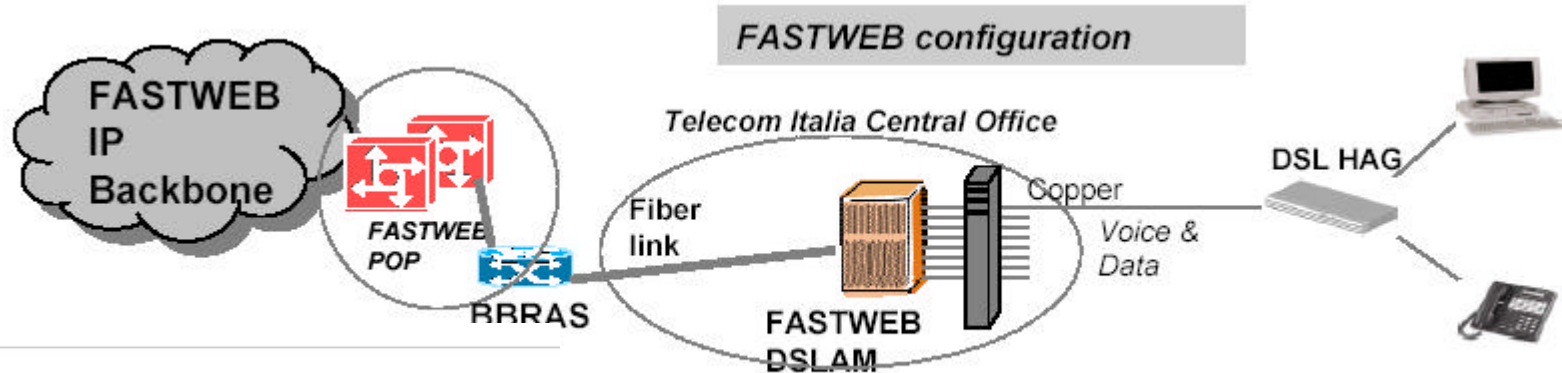 FASTWEB configuration
FASTWEB
IP
Backbone
Telecom Italia Central Office
DSL HAG
Copper
Fiber
link
Voice &
Data
FASTWEB
POP
BBRAS
FASTWEB
DSLAM